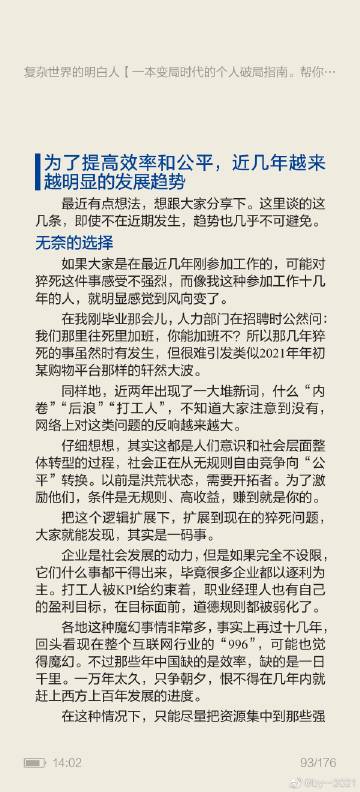 复杂世界的明白人【一本变局时代的个人破局指南。帮你…
为了提高效率和公平，近几年越来
越明显的发展趋势
最近有点想法，想跟大家分享下。这里谈的这
几条，即使不在近期发生，趋势也几乎不可避免。
无奈的选择
如果大家是在最近几年刚参加工作的，可能对
猝死这件事感受不强烈，而像我这种参加工作十几
年的人，就明显感觉到风向变了。
在我刚毕业那会儿，人力部门在招聘时公然问：
我们那里往死里加班，你能加班不？所以那几年猝
死的事虽然时有发生，但很难引发类似2021年年初
某购物平台那样的轩然大波。
同样地，近两年出现了一大堆新词，什么“内
卷”“后浪”“打工人”，不知道大家注意到没有，
网络上对这类问题的反响越来越大。
仔细想想，其实这都是人们意识和社会层面整
体转型的过程，社会正在从无规则自由竞争向“公
平”转换。以前是洪荒状态，需要开拓者。为了激
励他们，条件是无规则、高收益，赚到就是你的。
把这个逻辑扩展下，扩展到现在的猝死问题，
大家就能发现，其实是一码事。
企业是社会发展的动力，但是如果完全不设限，
它们什么事都干得出来，毕竟很多企业都以逐利为
主。打工人被KPI给约束着，职业经理人也有自己
的盈利目标，在目标面前，道德规则都被弱化了。
各地这种魔幻事情非常多，事实上再过十几年，
回头看现在整个互联网行业的“996”，可能也觉
得魔幻。不过那些年中国缺的是效率，缺的是一日
千里。一万年太久，只争朝夕，恨不得在几年内就
赶上西方上百年发展的进度。
在这种情况下，只能尽量把资源集中到那些强
14:02
93/176